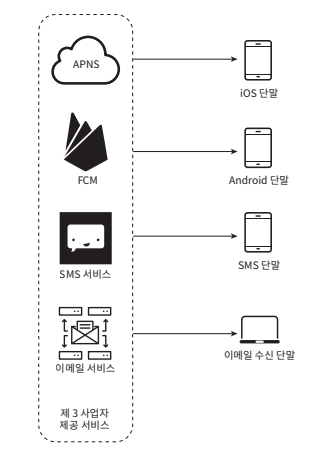 APNS
iOS 단말
FCM
Android 단말
SMS 서비스
SMS 단말
이메일 서비스
이메일 수신 단말
제 3 사업자
제공 서비스